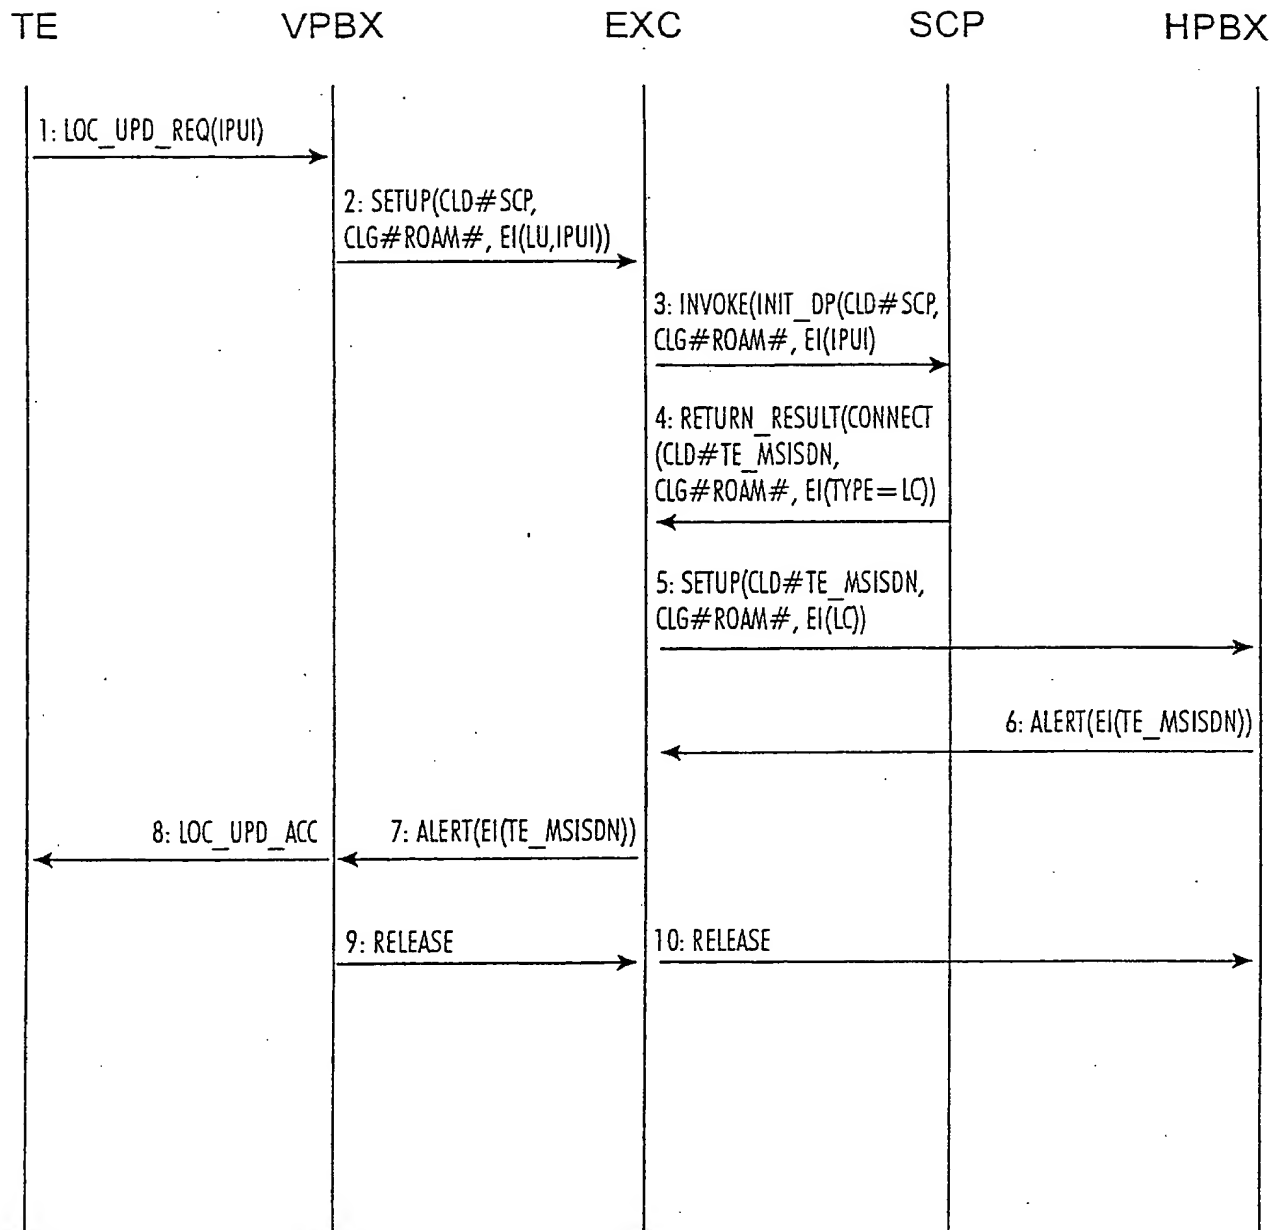 TE VPBX EXC SCP HPBX
1: LOC_UPD_REQ(IPUI)
2: SETUP(CLD#SCP,
CLG#ROAM#, EI(LU,IPUI))
3: INVOKE(INIT_DP(CLD#SCP,
CLG#ROAM#, EI(IPUI)
4: RETURN_RESULT(CONNECT
(CLD#TE_MSISDN,
CLG#ROAM#, EI(TYPE=LC))
5: SETUP(CLD#TE_MSISDN,
CLG#ROAM#, EI(LC))
6: ALERT(EI(TE_MSISDN))
8: LOC_UPD_ACC 7: ALERT(EI(TE_MSISDN))
9: RELEASE 10: RELEASE